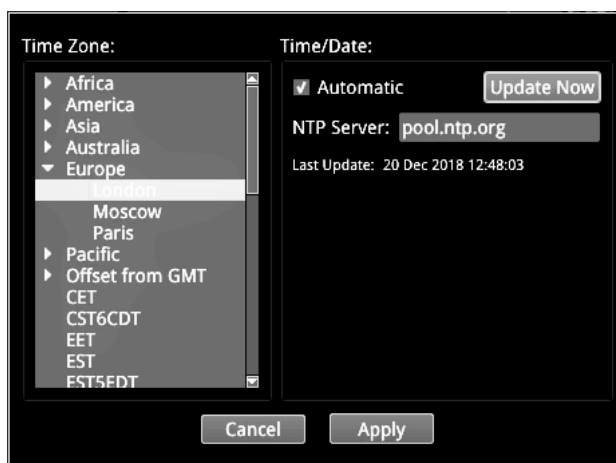 Time Zone:
Africa
America
Asia
Australia
Europe
London
Moscow
Paris
Pacific
Offset from GMT
CET
CST6CDT
EET
EST
EST5EDT
Time/Date:
Automatic
Update Now
NTP Server: pool.ntp.org
Last Update: 20 Dec 2018 12:48:03
Cancel
Apply